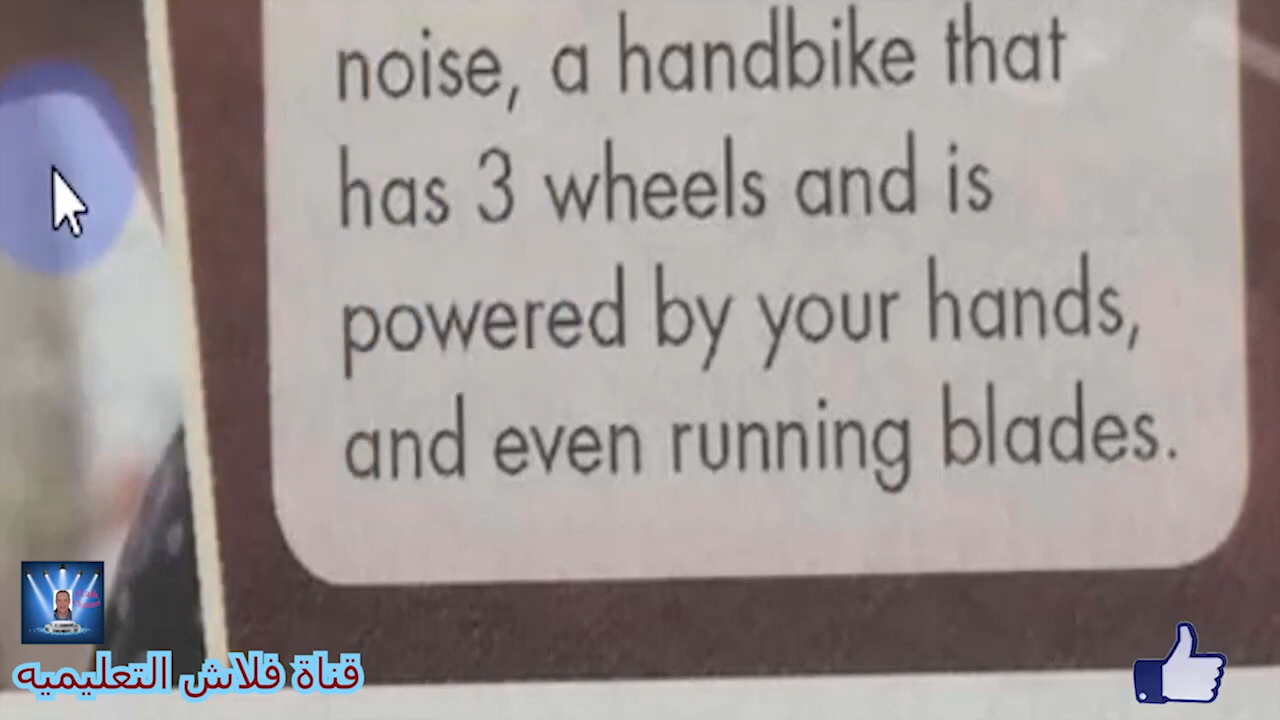 noise, a handbike that
has 3 wheels and is
powered by your hands,
and even running blades.
قناة فلاش التعليميه